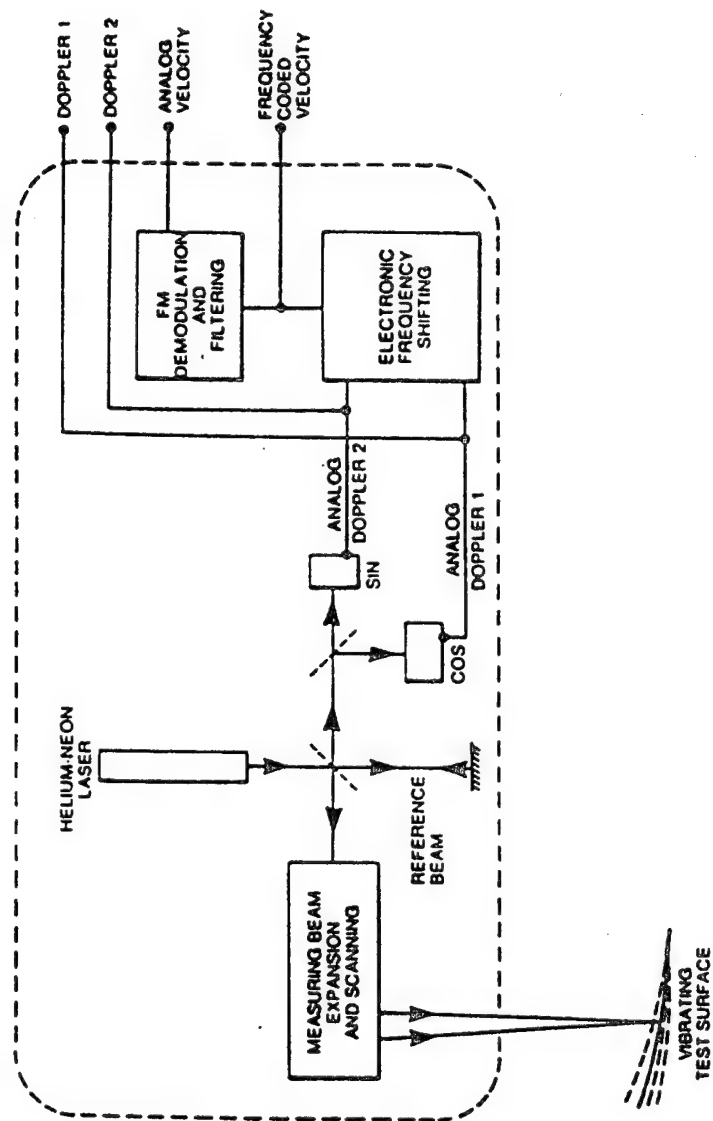 DOPPLER 1
DOPPLER 2
ANALOG
VELOCITY
FREQUENCY
CODED
VELOCITY
FM
DEMODULATION
AND
FILTERING
ELECTRONIC
FREQUENCY
SHIFTING
ANALOG
DOPPLER 2
ANALOG
DOPPLER 1
SIN
COS
HELIUM-NEON
LASER
REFERENCE
BEAM
MEASURING BEAM
EXPANSION
AND SCANNING
VIBRATING
TEST SURFACE